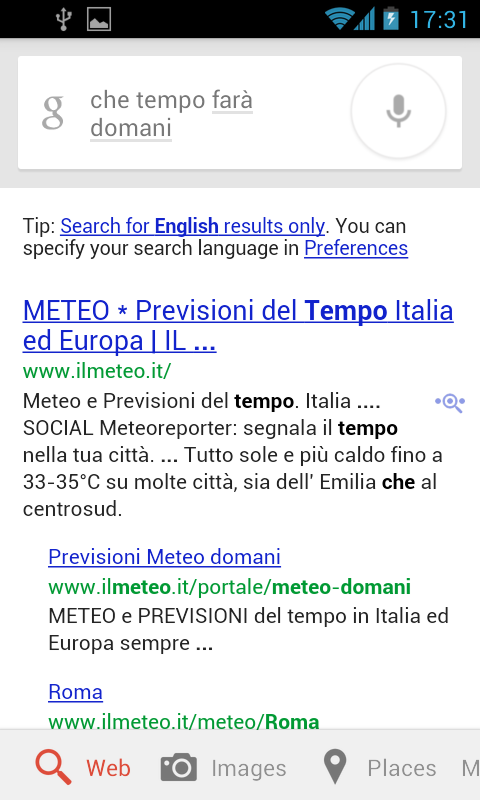 17:31
g
che tempo farà
domani
Tip: Search for English results only. You can
specify your search language in Preferences
METEO * Previsioni del Tempo Italia
ed Europa | IL ...
www.ilmeteo.it/
Meteo e Previsioni del tempo. Italia ....
SOCIAL Meteoreporter: segnala il tempo
nella tua città. ... Tutto sole e più caldo fino a
33-35°C su molte città, sia dell' Emilia che al
centrosud.
Previsioni Meteo domani
www.ilmeteo.it/portale/meteo-domani
METEO e PREVISIONI del tempo in Italia ed
Europa sempre ...
Roma
www.ilmeteo.it/meteo/Roma
Web Images Places M